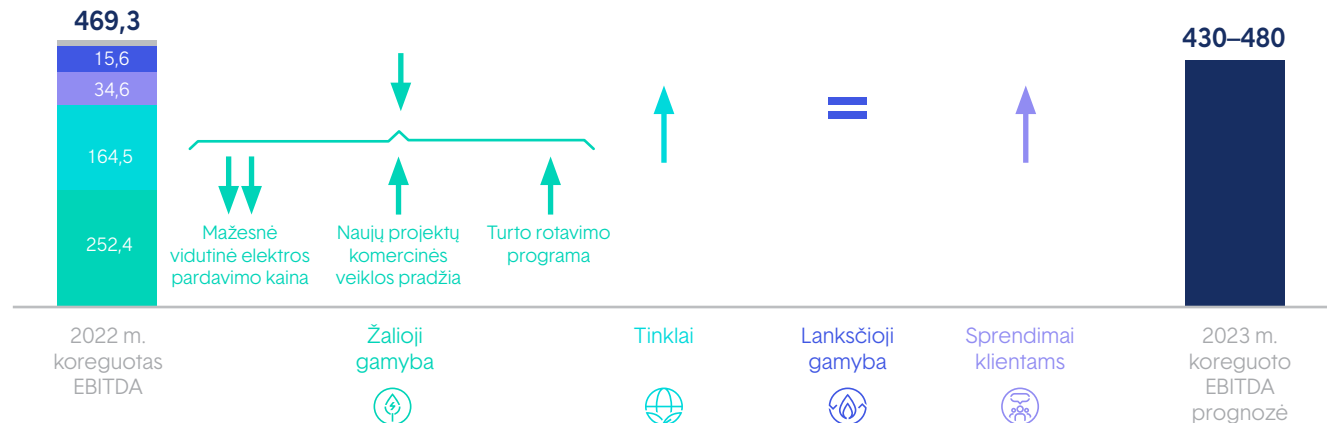 469,3
15,6
34,6
164,5
252,4
430–480
Mažesnė
vidutinė elektros
pardavimo kaina
Naujų projektų
komercinės
veiklos pradžia
Turto rotavimo
programa
2022 m.
koreguotas
EBITDA
Žalioji
gamyba
Tinklai
Lanksčioji
gamyba
Sprendimai
klientams
2023 m.
koreguoto
EBITDA
prognozė